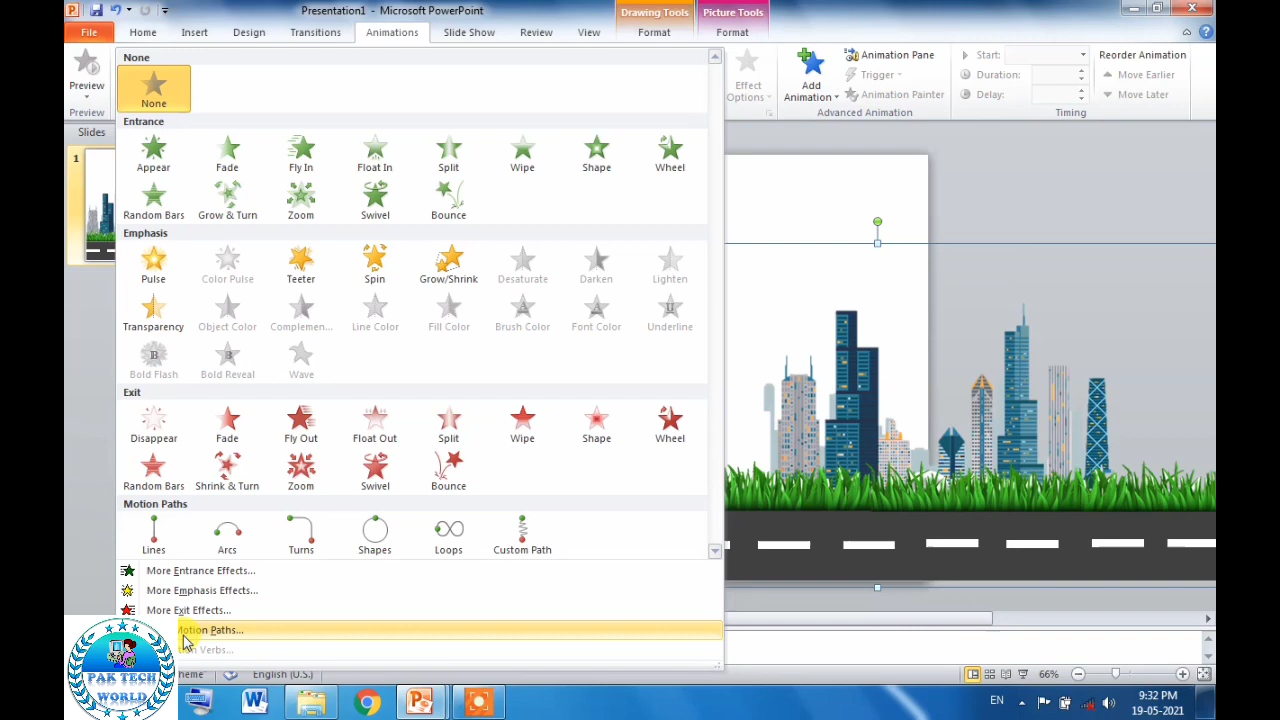 Presentation1 - Microsoft PowerPoint
Drawing Tools
Picture Tools
File
Home
Insert
Design
Transitions
Animations
Slide Show
Review
View
Format
Format
Preview
Preview
Effect
Options
Add
Animation
Animation Pane
Trigger
Animation Painter
Advanced Animation
Start:
Duration:
Delay:
Timing
Reorder Animation
Move Earlier
Move Later
Slides
1
None
None
Entrance
Appear
Fade
Fly In
Float In
Split
Wipe
Shape
Wheel
Random Bars
Grow & Turn
Zoom
Swivel
Bounce
Emphasis
Pulse
Color Pulse
Teeter
Spin
Grow/Shrink
Desaturate
Darken
Lighten
Transparency
Object Color
Complemen...
Line Color
Fill Color
Brush Color
Font Color
Underline
Bold Flash
Bold Reveal
Wave
Exit
Disappear
Fade
Fly Out
Float Out
Split
Wipe
Shape
Wheel
Random Bars
Shrink & Turn
Zoom
Swivel
Bounce
Motion Paths
Lines
Arcs
Turns
Shapes
Loops
Custom Path
More Entrance Effects...
More Emphasis Effects...
More Exit Effects...
Motion Paths...
Verbs...
English (U.S.)
66%
PAK TECH
WORLD
EN
9:32 PM
19-05-2021